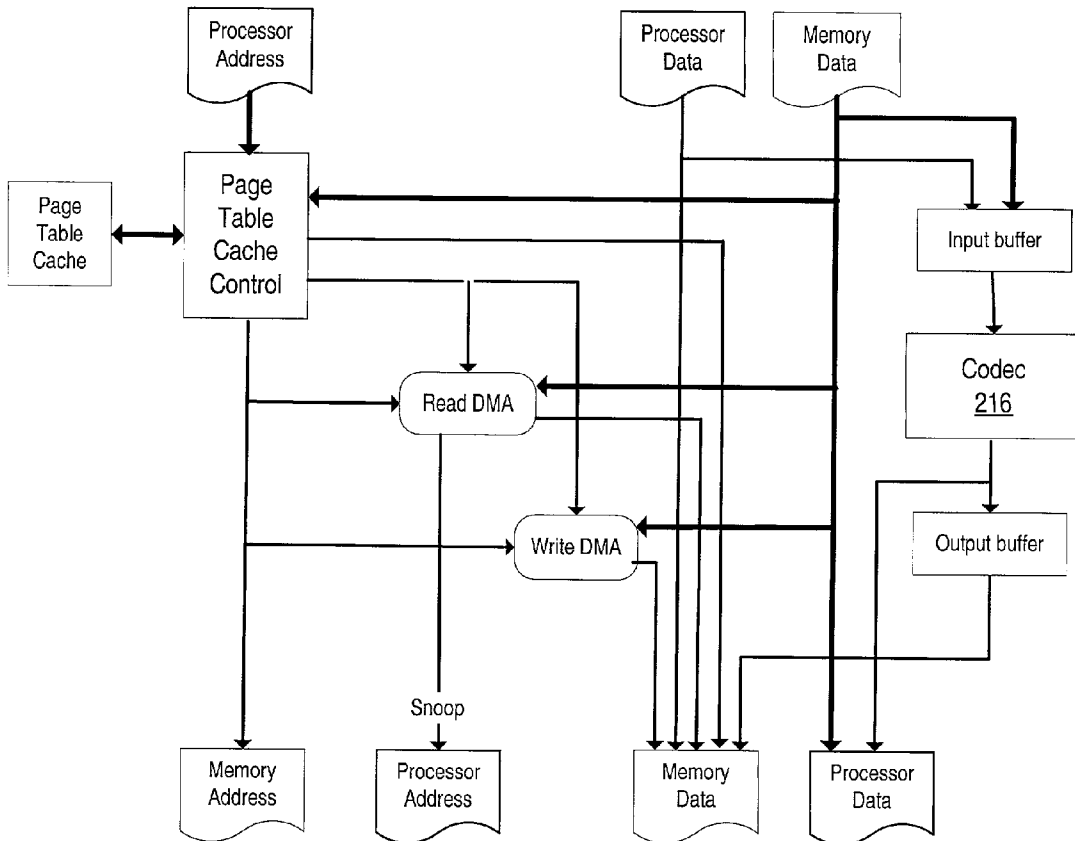 Processor
Address
Processor
Data
Memory
Data
Page
Table
Cache
Page
Table
Cache
Control
Input buffer
Codec
216
Read DMA
Write DMA
Output buffer
Snoop
Memory
Address
Processor
Address
Memory
Data
Processor
Data